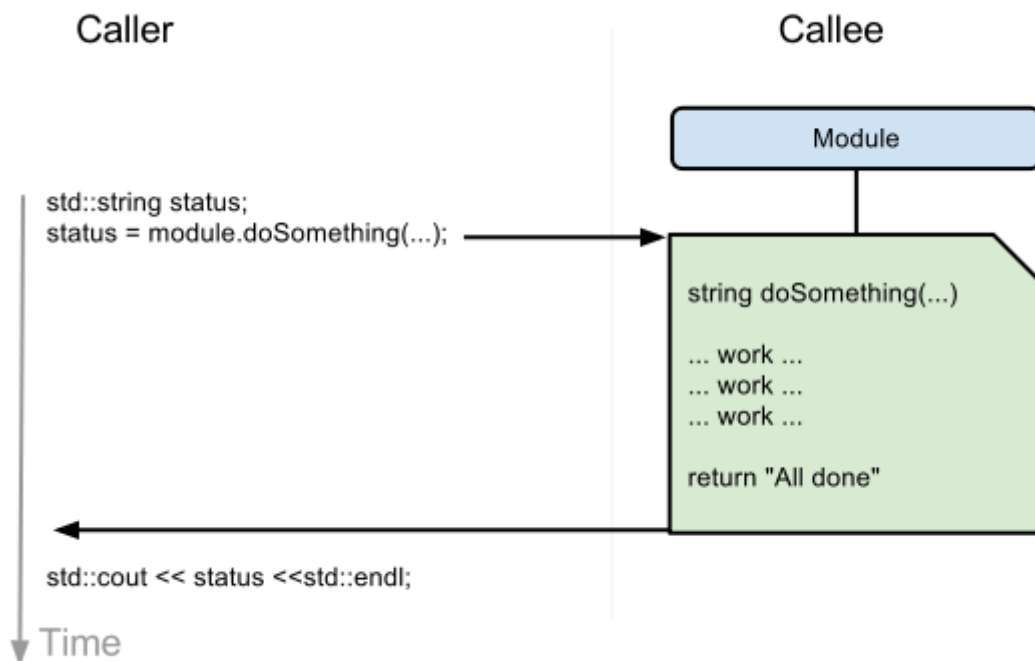 Caller
Callee
Module
std::string status;
status = module.doSomething(...);
string doSomething(...)
... work ...
... work ...
... work ...
return "All done"
std::cout << status <<std::endl;
Time